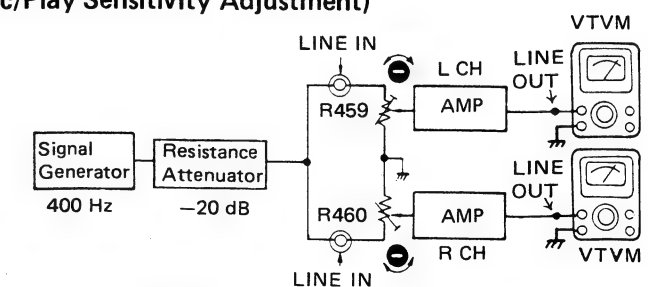 c/Play Sensitivity Adjustment)
VTVM
LINE IN
L CH
LINE
OUT
R459
AMP
Signal
Generator
Resistance
Attenuator
400 Hz
−20 dB
LINE
OUT
R460
AMP
R CH
VTVM
LINE IN